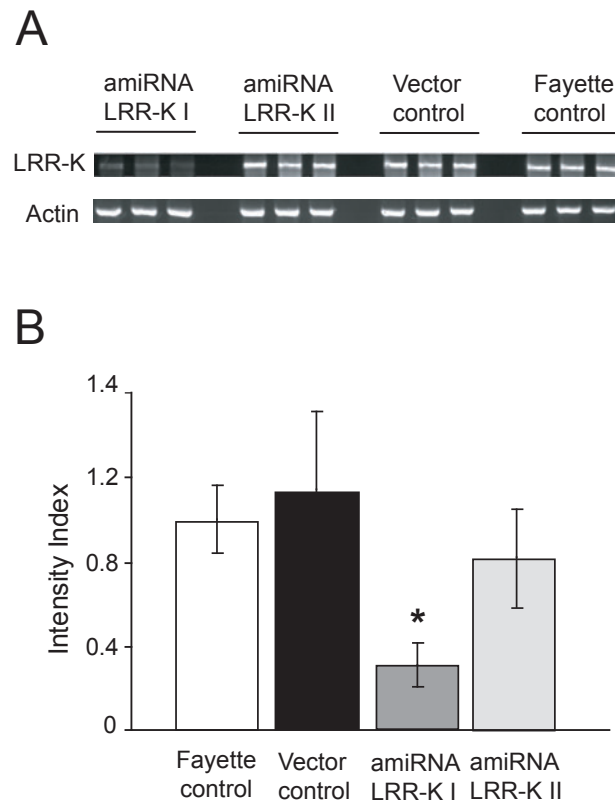 A
amiRNA LRR-K I
amiRNA LRR-K II
Vector control
Fayette control
LRR-K
Actin
B
1.4
1.2
0.8
0.4
0
Intensity Index
*
Fayette control
Vector control
amiRNA LRR-K I
amiRNA LRR-K II